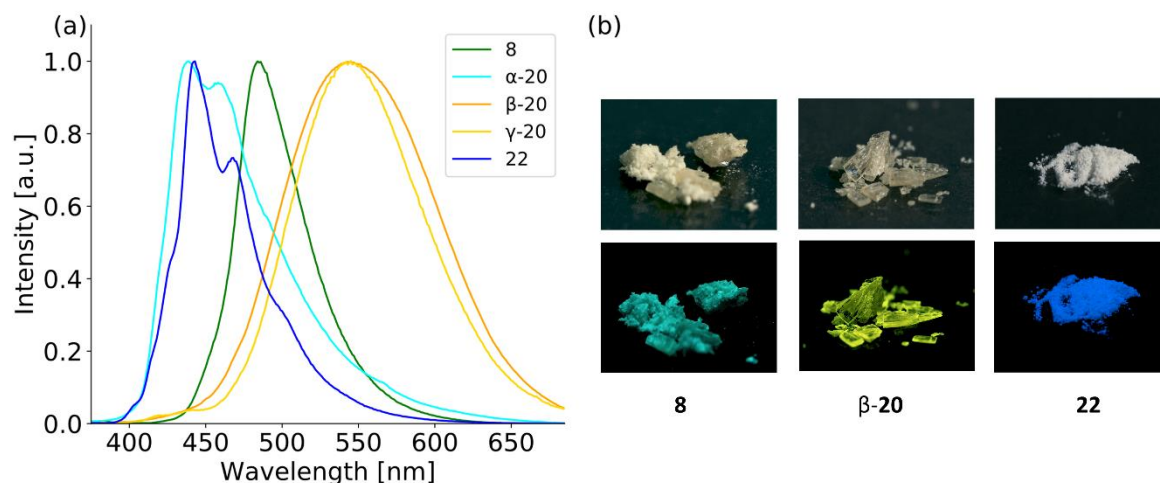 (a)
Intensity [a.u.]
1.0
0.8
0.6
0.4
0.2
0.0
400 450 500 550 600 650
Wavelength [nm]
8
α-20
β-20
γ-20
22
(b)
8 β-20 22